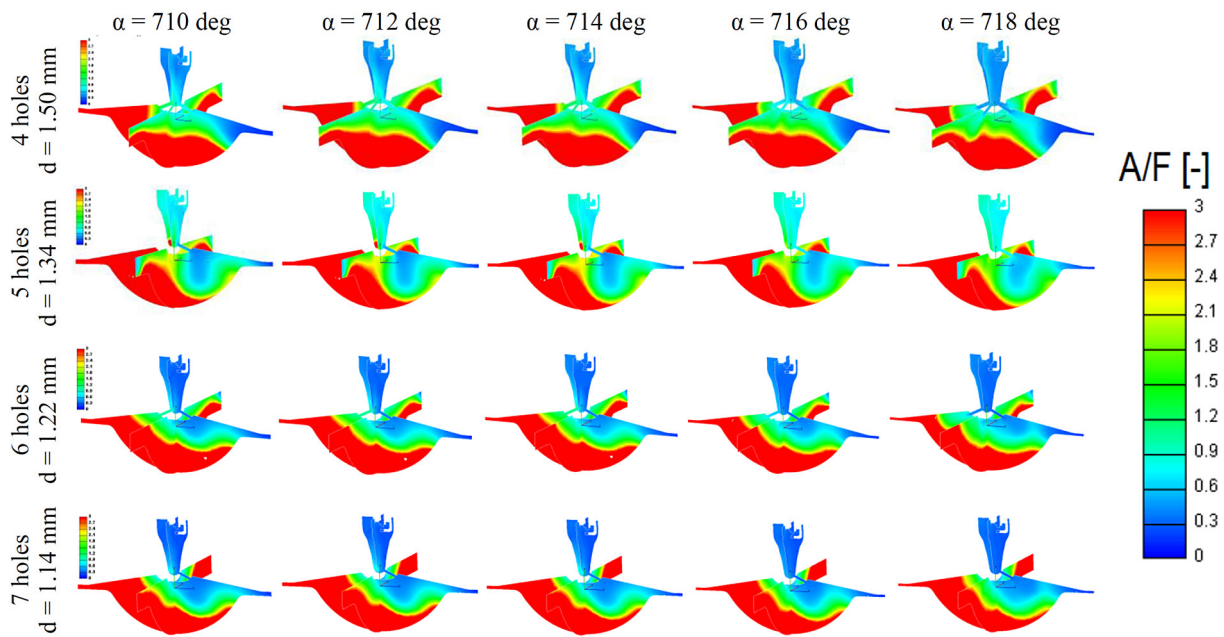 α = 710 deg α = 712 deg α = 714 deg α = 716 deg α = 718 deg
4 holes
d = 1.50 mm
5 holes
d = 1.34 mm
6 holes
d = 1.22 mm
7 holes
d = 1.14 mm
A/F [-]
3
2.7
2.4
2.1
1.8
1.5
1.2
0.9
0.6
0.3
0